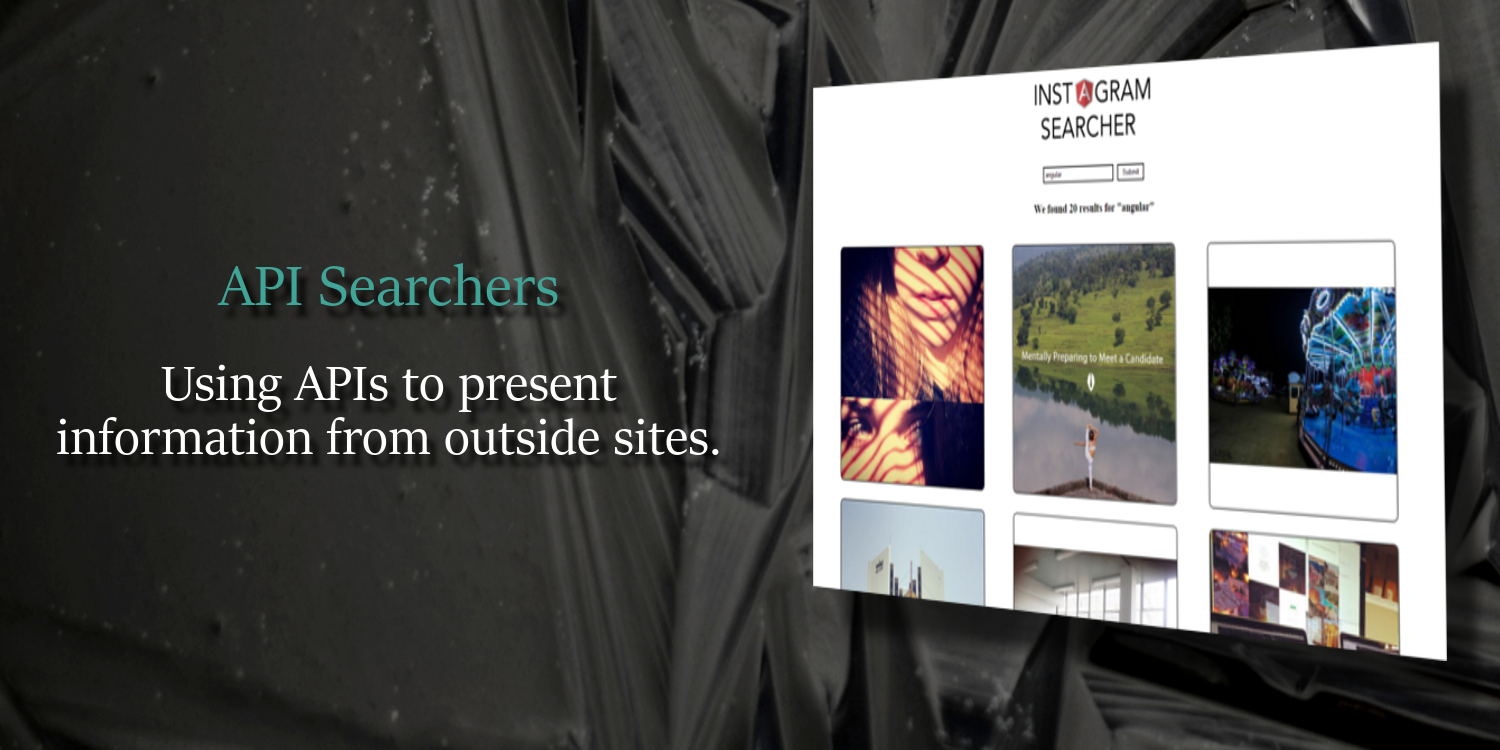 API Searchers
Using APIs to present
information from outside sites.
INSTAGRAM
SEARCHER
angular
Submit
We found 20 results for "angular"
Mentally Preparing to Meet a Candidate